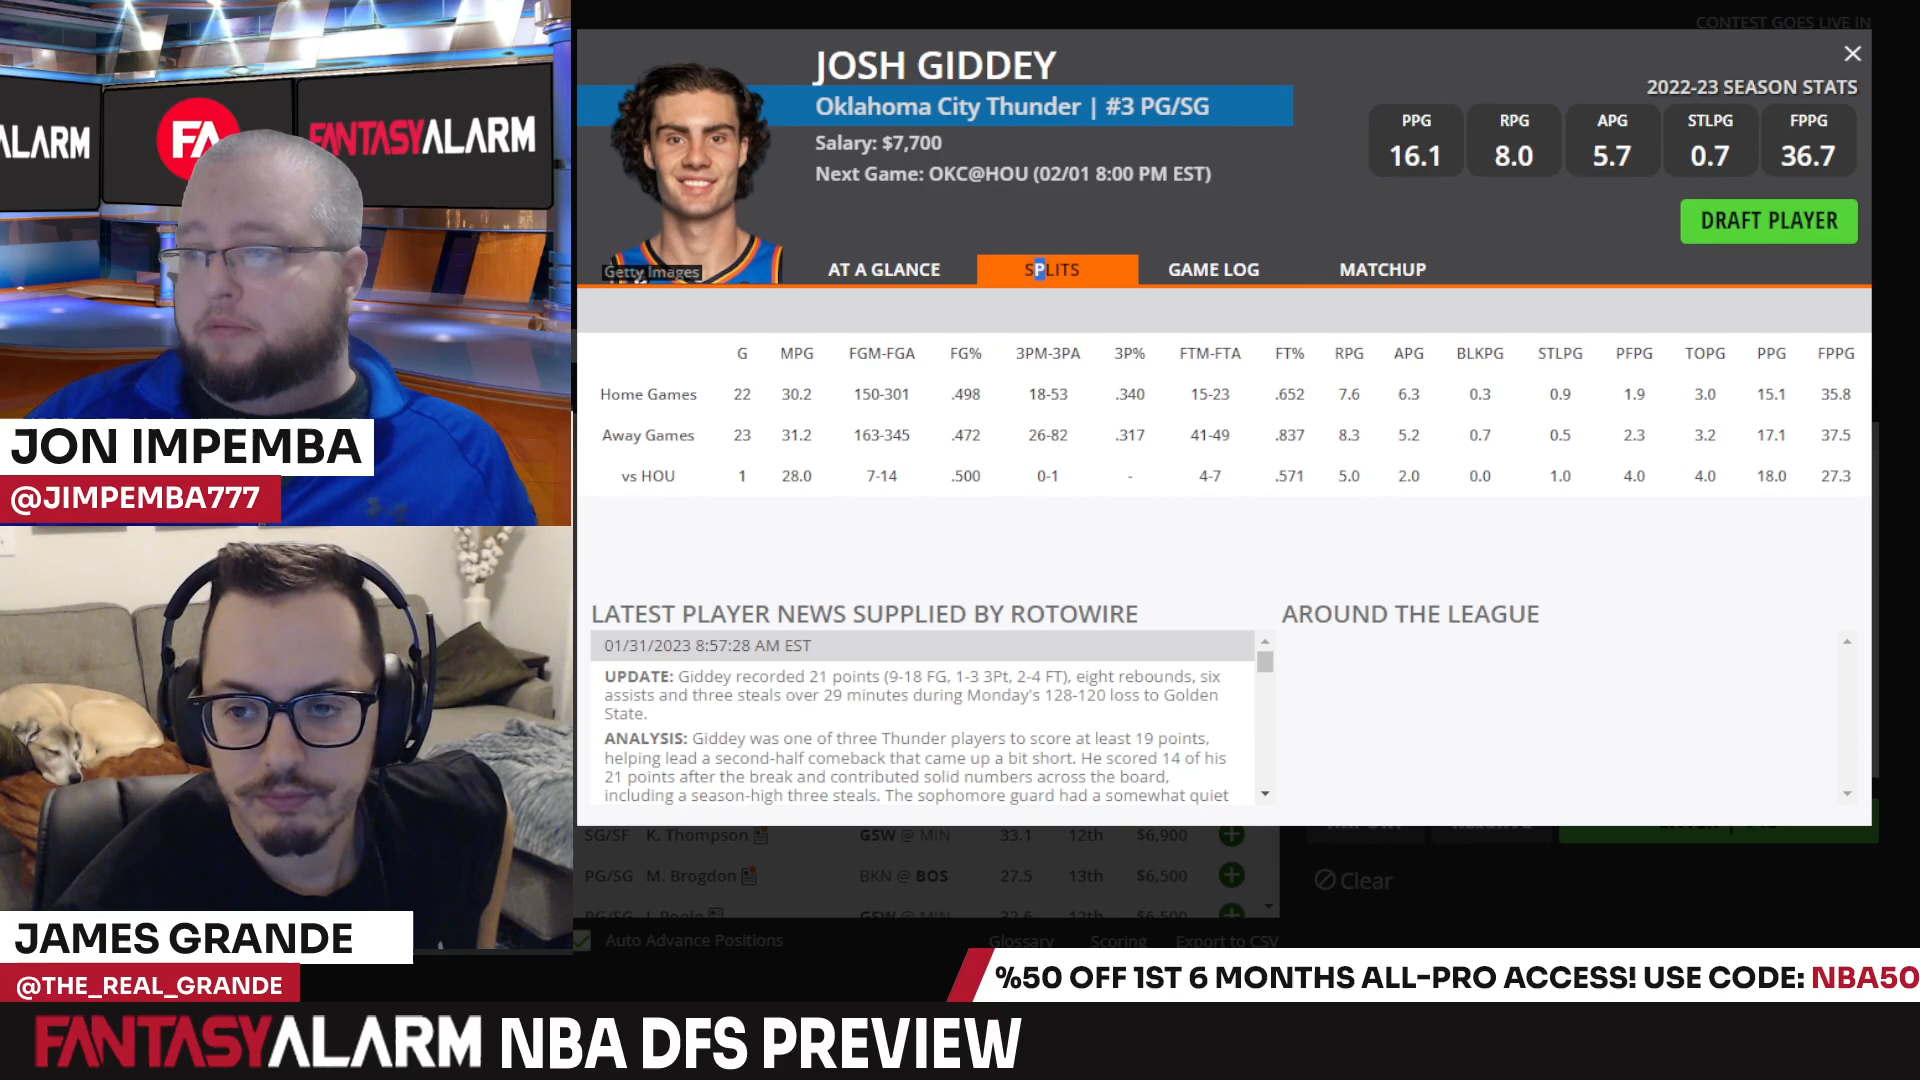 CONTEST GOES LIVE IN
ALARM
FA
FANTASYALARM
JON IMPEMBA
@JIMPEMBA777
JAMES GRANDE
@THE_REAL_GRANDE
JOSH GIDDEY
Oklahoma City Thunder | #3 PG/SG
Salary: $7,700
Next Game: OKC@HOU (02/01 8:00 PM EST)
Getty Images
2022-23 SEASON STATS
PPG RPG APG STLPG FPPG
16.1 8.0 5.7 0.7 36.7
DRAFT PLAYER
AT A GLANCE SPLITS GAME LOG MATCHUP
G MPG FGM-FGA FG% 3PM-3PA 3P% FTM-FTA FT% RPG APG BLKPG STLPG PFPG TOPG PPG FPPG
Home Games 22 30.2 150-301 .498 18-53 .340 15-23 .652 7.6 6.3 0.3 0.9 1.9 3.0 15.1 35.8
Away Games 23 31.2 163-345 .472 26-82 .317 41-49 .837 8.3 5.2 0.7 0.5 2.3 3.2 17.1 37.5
vs HOU 1 28.0 7-14 .500 0-1 - 4-7 .571 5.0 2.0 0.0 1.0 4.0 4.0 18.0 27.3
LATEST PLAYER NEWS SUPPLIED BY ROTOWIRE
01/31/2023 8:57:28 AM EST
UPDATE: Giddey recorded 21 points (9-18 FG, 1-3 3Pt, 2-4 FT), eight rebounds, six
assists and three steals over 29 minutes during Monday's 128-120 loss to Golden
State.
ANALYSIS: Giddey was one of three Thunder players to score at least 19 points,
helping lead a second-half comeback that came up a bit short. He scored 14 of his
21 points after the break and contributed solid numbers across the board,
including a season-high three steals. The sophomore guard had a somewhat quiet
AROUND THE LEAGUE
SG/SF K. Thompson GSW @ MIN 33.1 12th $6,900
PG/SG M. Brogdon BKN @ BOS 27.5 13th $6,500
PG/SG J. Poole GSW @ MIN 32.6 12th $6,500
Clear
Auto Advance Positions
Glossary Scoring Export to CSV
%50 OFF 1ST 6 MONTHS ALL-PRO ACCESS! USE CODE: NBA50
FANTASYALARM NBA DFS PREVIEW